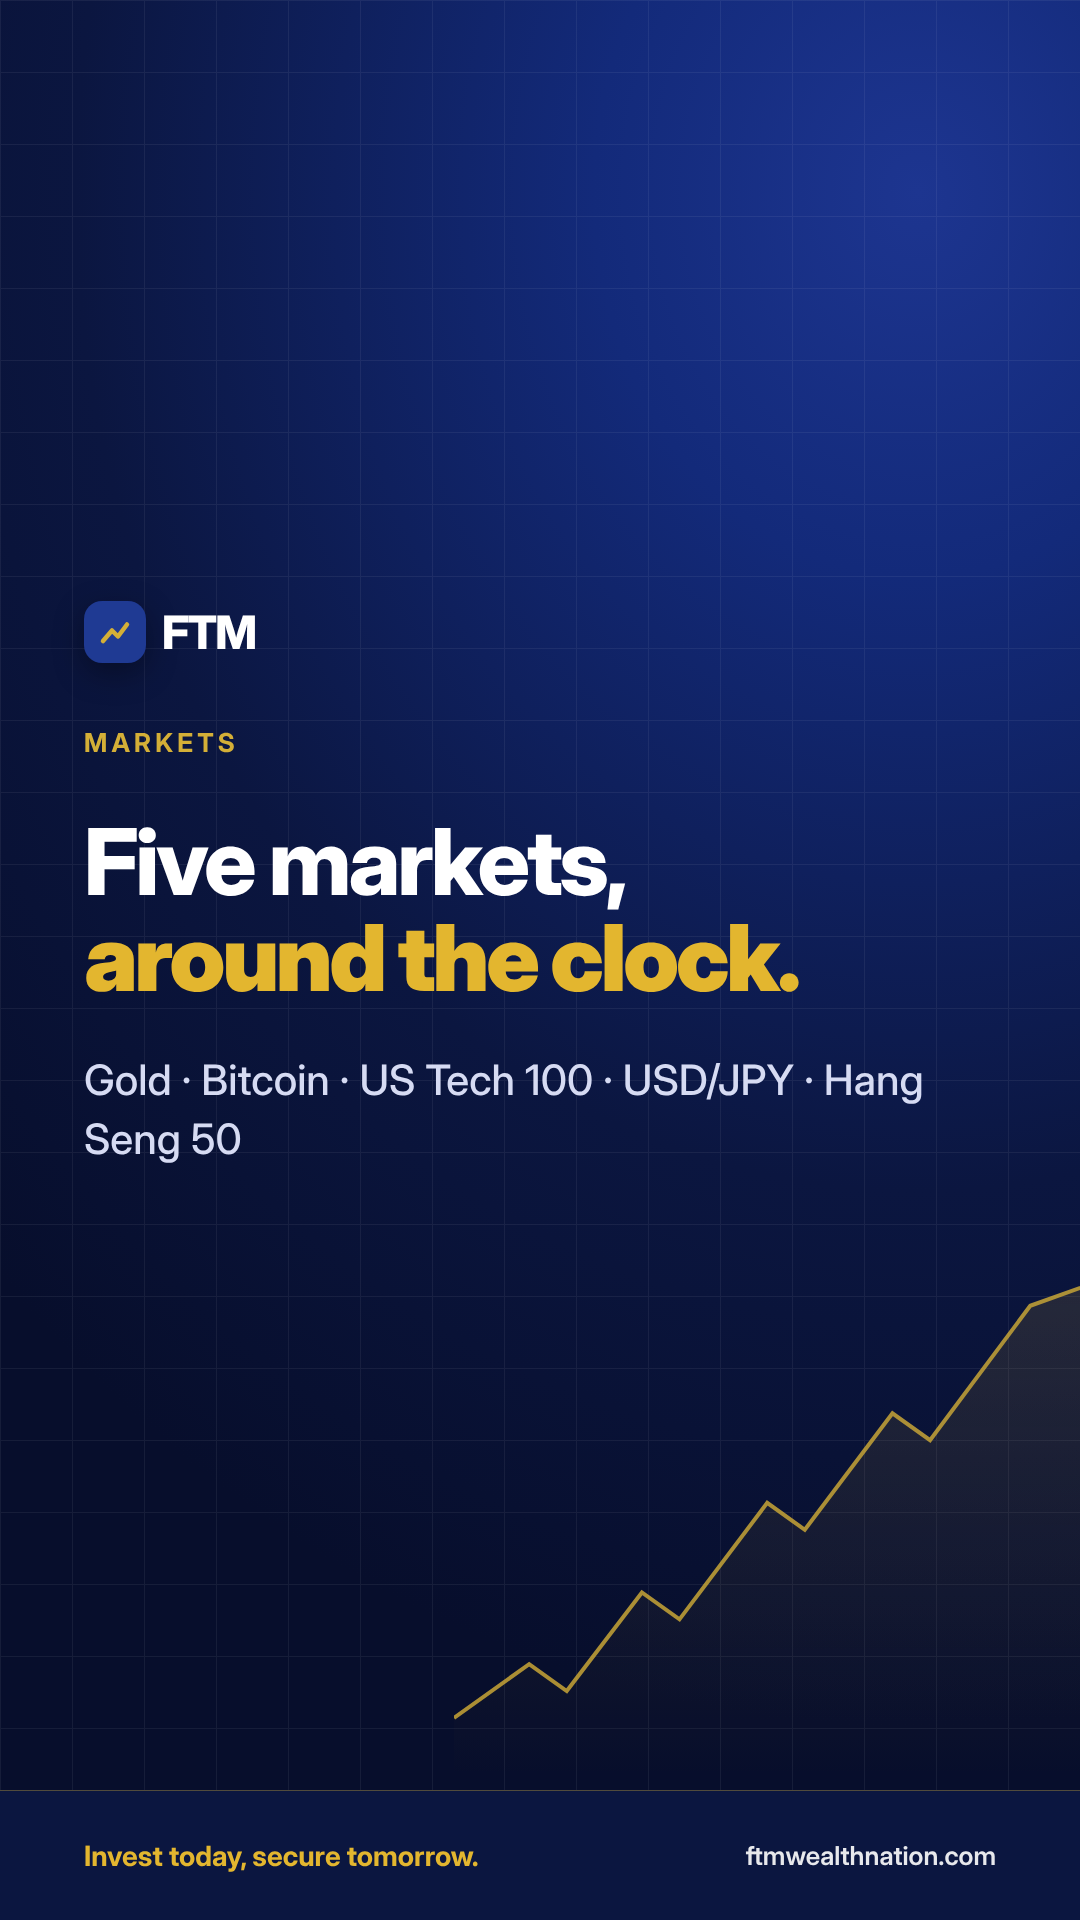 FTM
MARKETS
Five markets,
around the clock.
Gold · Bitcoin · US Tech 100 · USD/JPY · Hang
Seng 50
Invest today, secure tomorrow.
ftmwealthnation.com